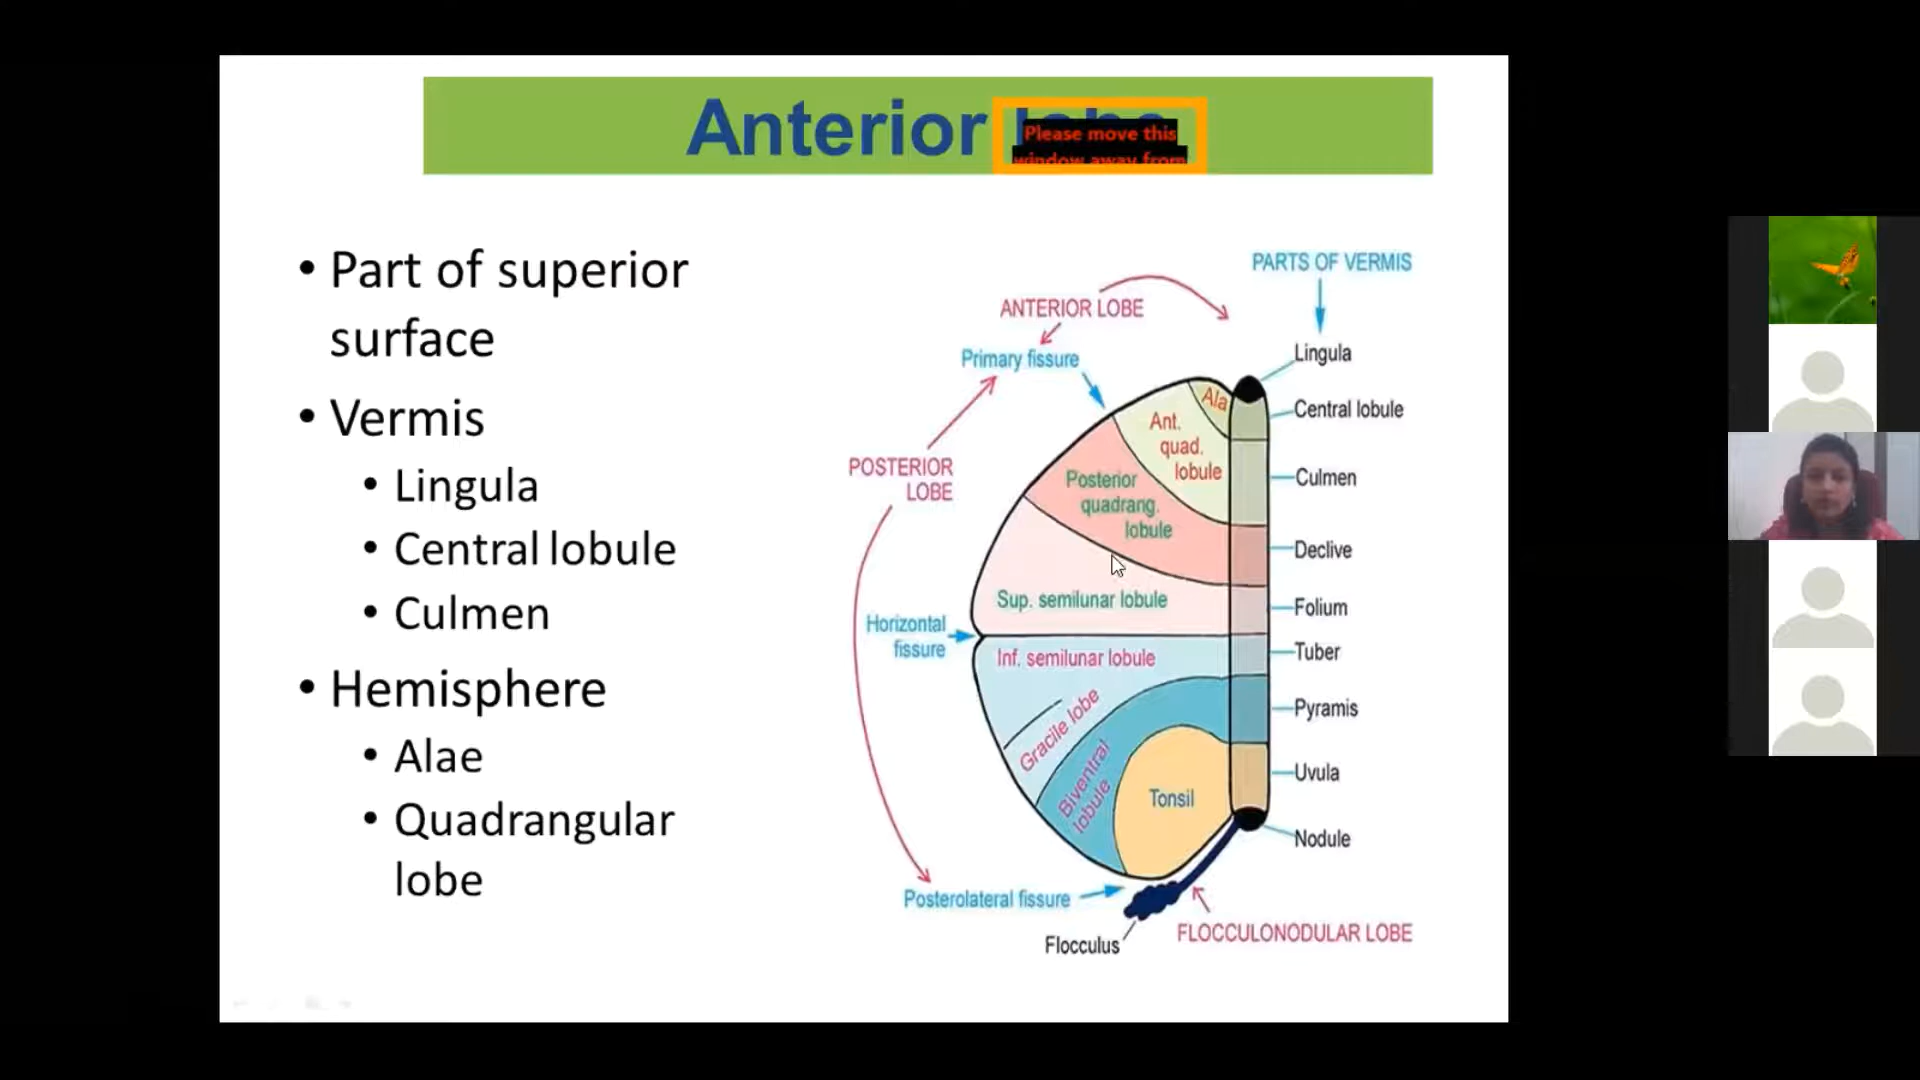 Anterior
Please move this
window away from
• Part of superior
surface
• Vermis
• Lingula
• Central lobule
• Culmen
• Hemisphere
• Alae
• Quadrangular
lobe
PARTS OF VERMIS
ANTERIOR LOBE
Primary fissure
POSTERIOR
LOBE
Horizontal
fissure
Posterolateral fissure
Flocculus
FLOCCULONODULAR LOBE
Ala
Ant.
quad.
lobule
Posterior
quadrang.
lobule
Sup. semilunar lobule
Inf. semilunar lobule
Gracile lobe
Biventral
lobule
Tonsil
Lingula
Central lobule
Culmen
Declive
Folium
Tuber
Pyramis
Uvula
Nodule